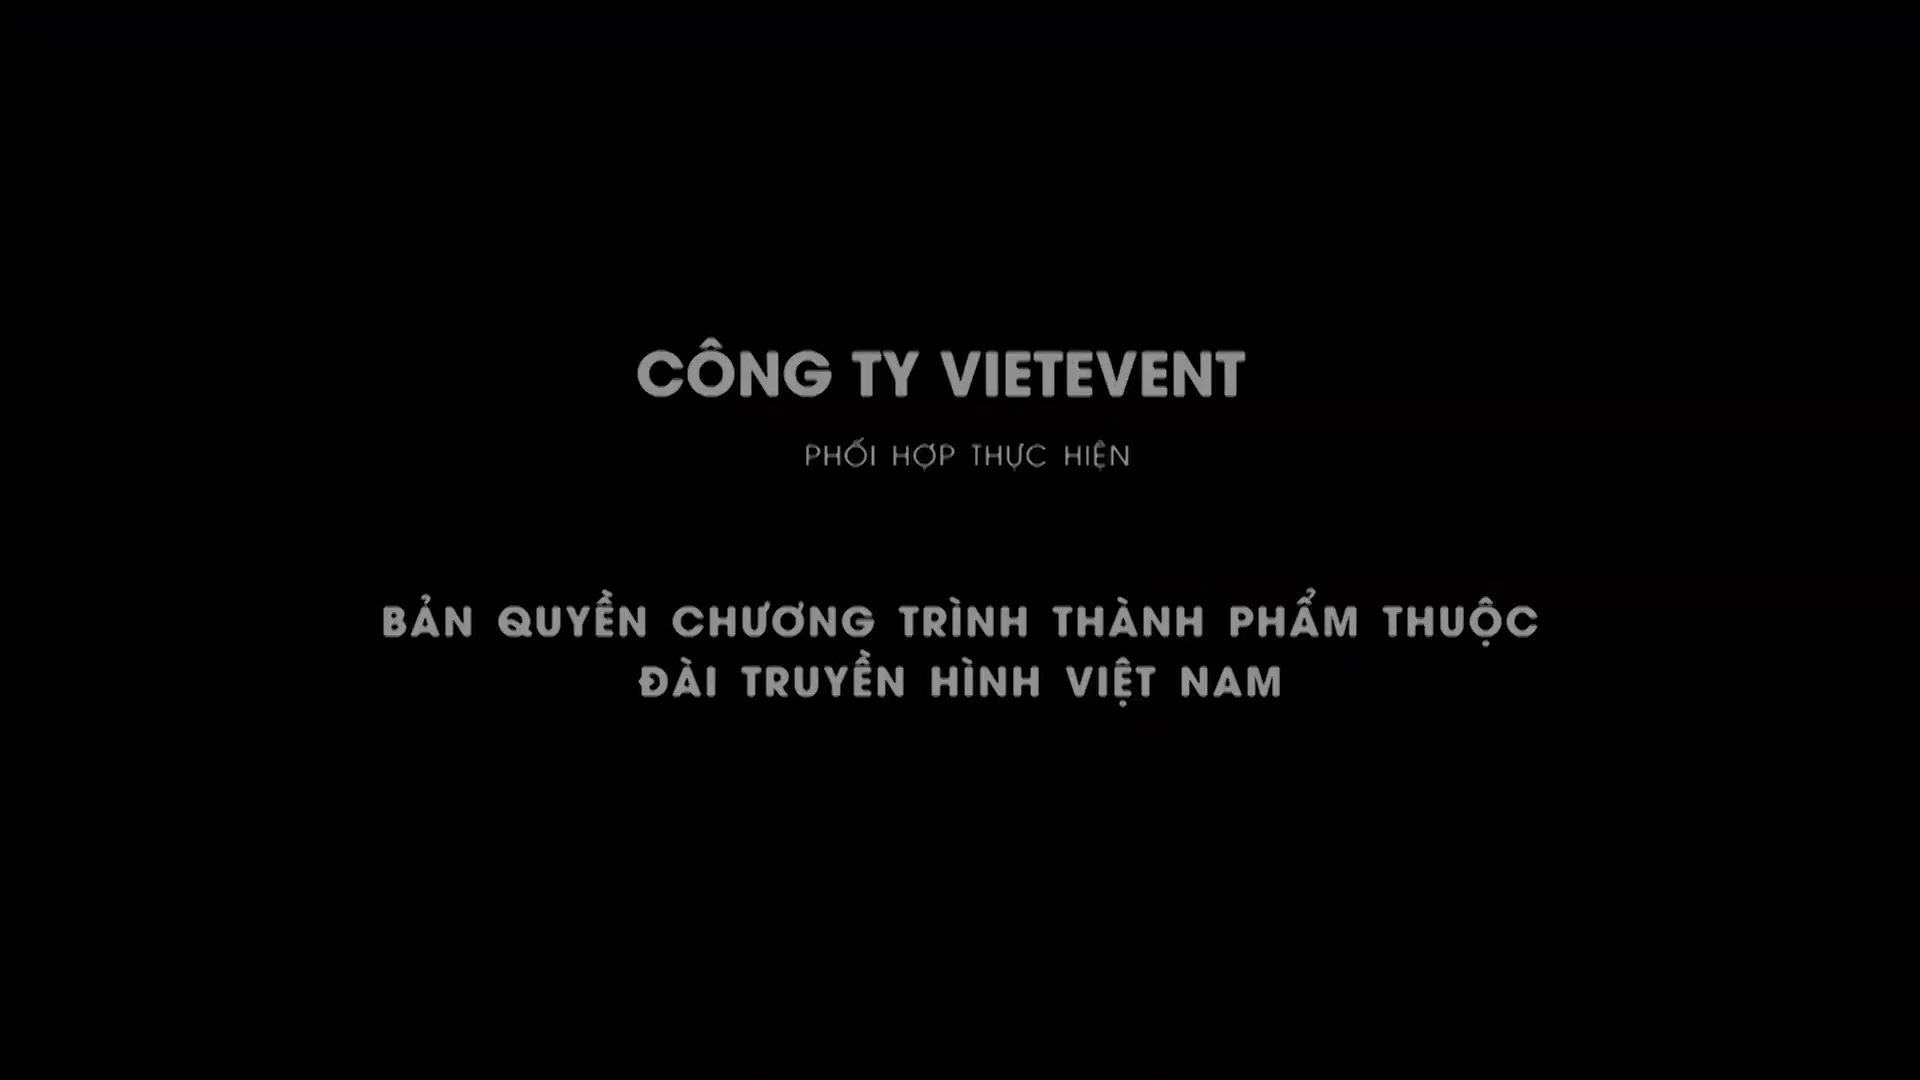 CÔNG TY VIETEVENT
PHỐI HỢP THỰC HIỆN
BẢN QUYỀN CHƯƠNG TRÌNH THÀNH PHẨM THUỘC
ĐÀI TRUYỀN HÌNH VIỆT NAM